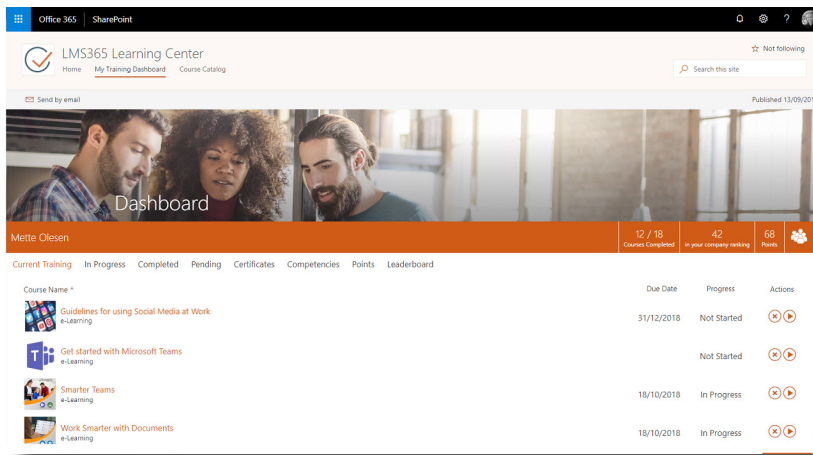 Office 365 SharePoint ?
LMS365 Learning Center
Not following
Home My Training Dashboard Course Catalog
Search this site
Send by email
Published 13/09/201
Dashboard
Mette Olesen
12 / 18
Courses Completed
42
in your company ranking
68
Points
Current Training In Progress Completed Pending Certificates Competencies Points Leaderboard
Course Name Due Date Progress Actions
Guidelines for using Social Media at Work
e-Learning
31/12/2018 Not Started
Get started with Microsoft Teams
e-Learning
Not Started
Smarter Teams
e-Learning
18/10/2018 In Progress
Work Smarter with Documents
e-Learning
18/10/2018 In Progress